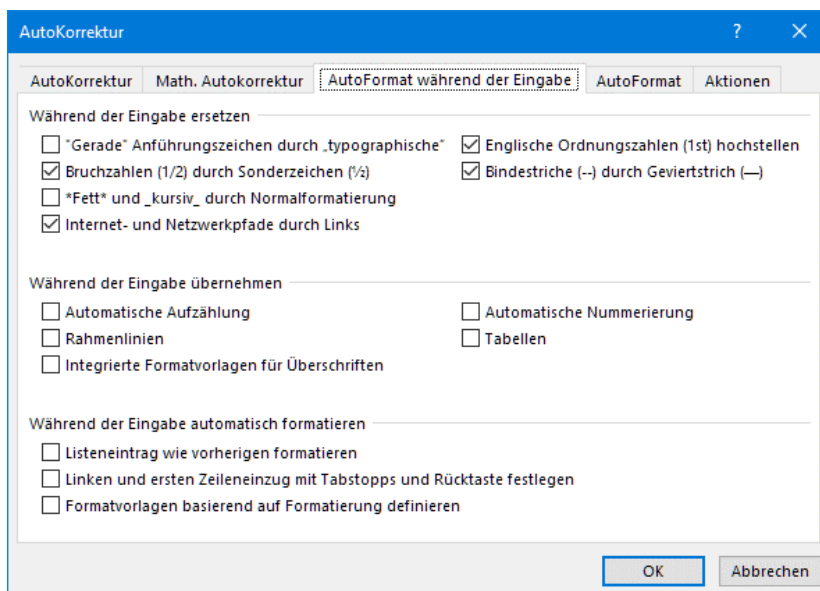 AutoKorrektur ? ×
AutoKorrektur Math. Autokorrektur AutoFormat während der Eingabe AutoFormat Aktionen
Während der Eingabe ersetzen
"Gerade" Anführungszeichen durch „typographische“ Englische Ordnungszahlen (1st) hochstellen
Bruchzahlen (1/2) durch Sonderzeichen (½) Bindestriche (--) durch Geviertstrich (—)
*Fett* und _kursiv_ durch Normalformatierung
Internet- und Netzwerkpfade durch Links
Während der Eingabe übernehmen
Automatische Aufzählung Automatische Nummerierung
Rahmenlinien Tabellen
Integrierte Formatvorlagen für Überschriften
Während der Eingabe automatisch formatieren
Listeneintrag wie vorherigen formatieren
Linken und ersten Zeileneinzug mit Tabstopps und Rücktaste festlegen
Formatvorlagen basierend auf Formatierung definieren
OK Abbrechen